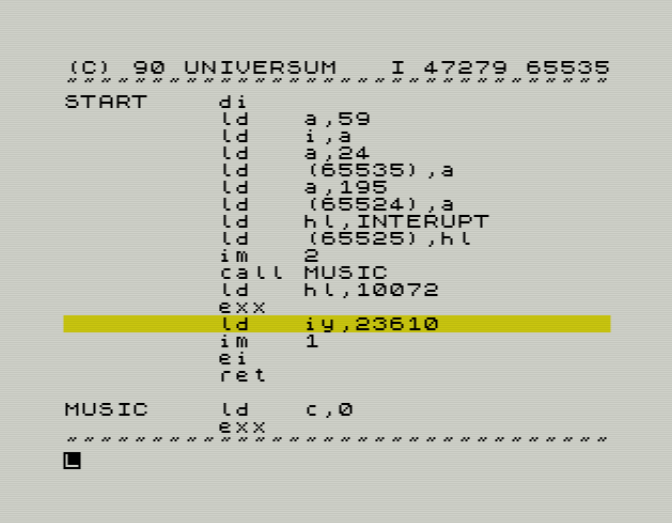 (C) 90 UNIVERSUM I 47279 65535
START di
ld a,59
ld i,a
ld a,24
ld (65535),a
ld a,195
ld (65524),a
ld hl,INTERUPT
ld (65525),hl
im 2
call MUSIC
ld hl,10072
exx
ld iy,23610
im 1
ei
ret
MUSIC ld c,0
exx
L